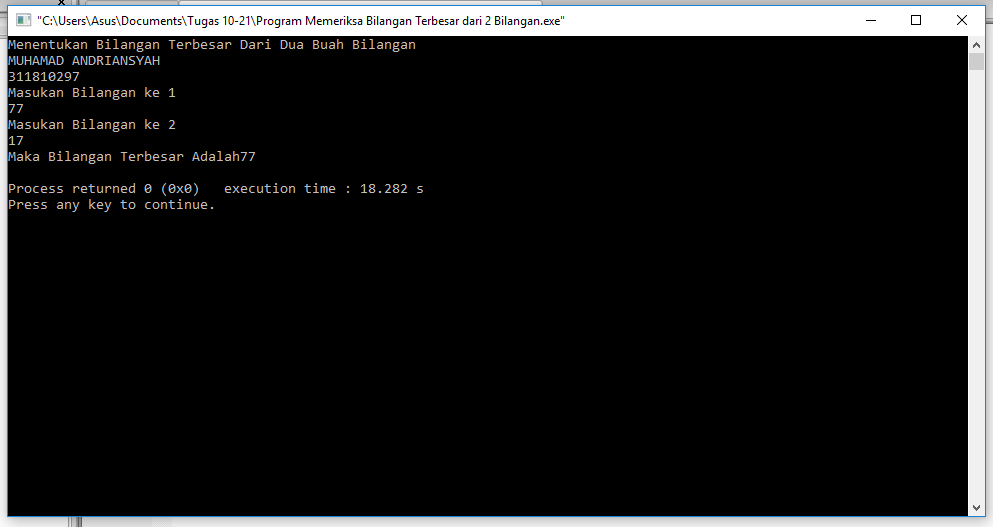 "C:\Users\Asus\Documents\Tugas 10-21\Program Memeriksa Bilangan Terbesar dari 2 Bilangan.exe"
Menentukan Bilangan Terbesar Dari Dua Buah Bilangan
MUHAMAD ANDRIANSYAH
311810297
Masukan Bilangan ke 1
77
Masukan Bilangan ke 2
17
Maka Bilangan Terbesar Adalah77
Process returned 0 (0x0)   execution time : 18.282 s
Press any key to continue.